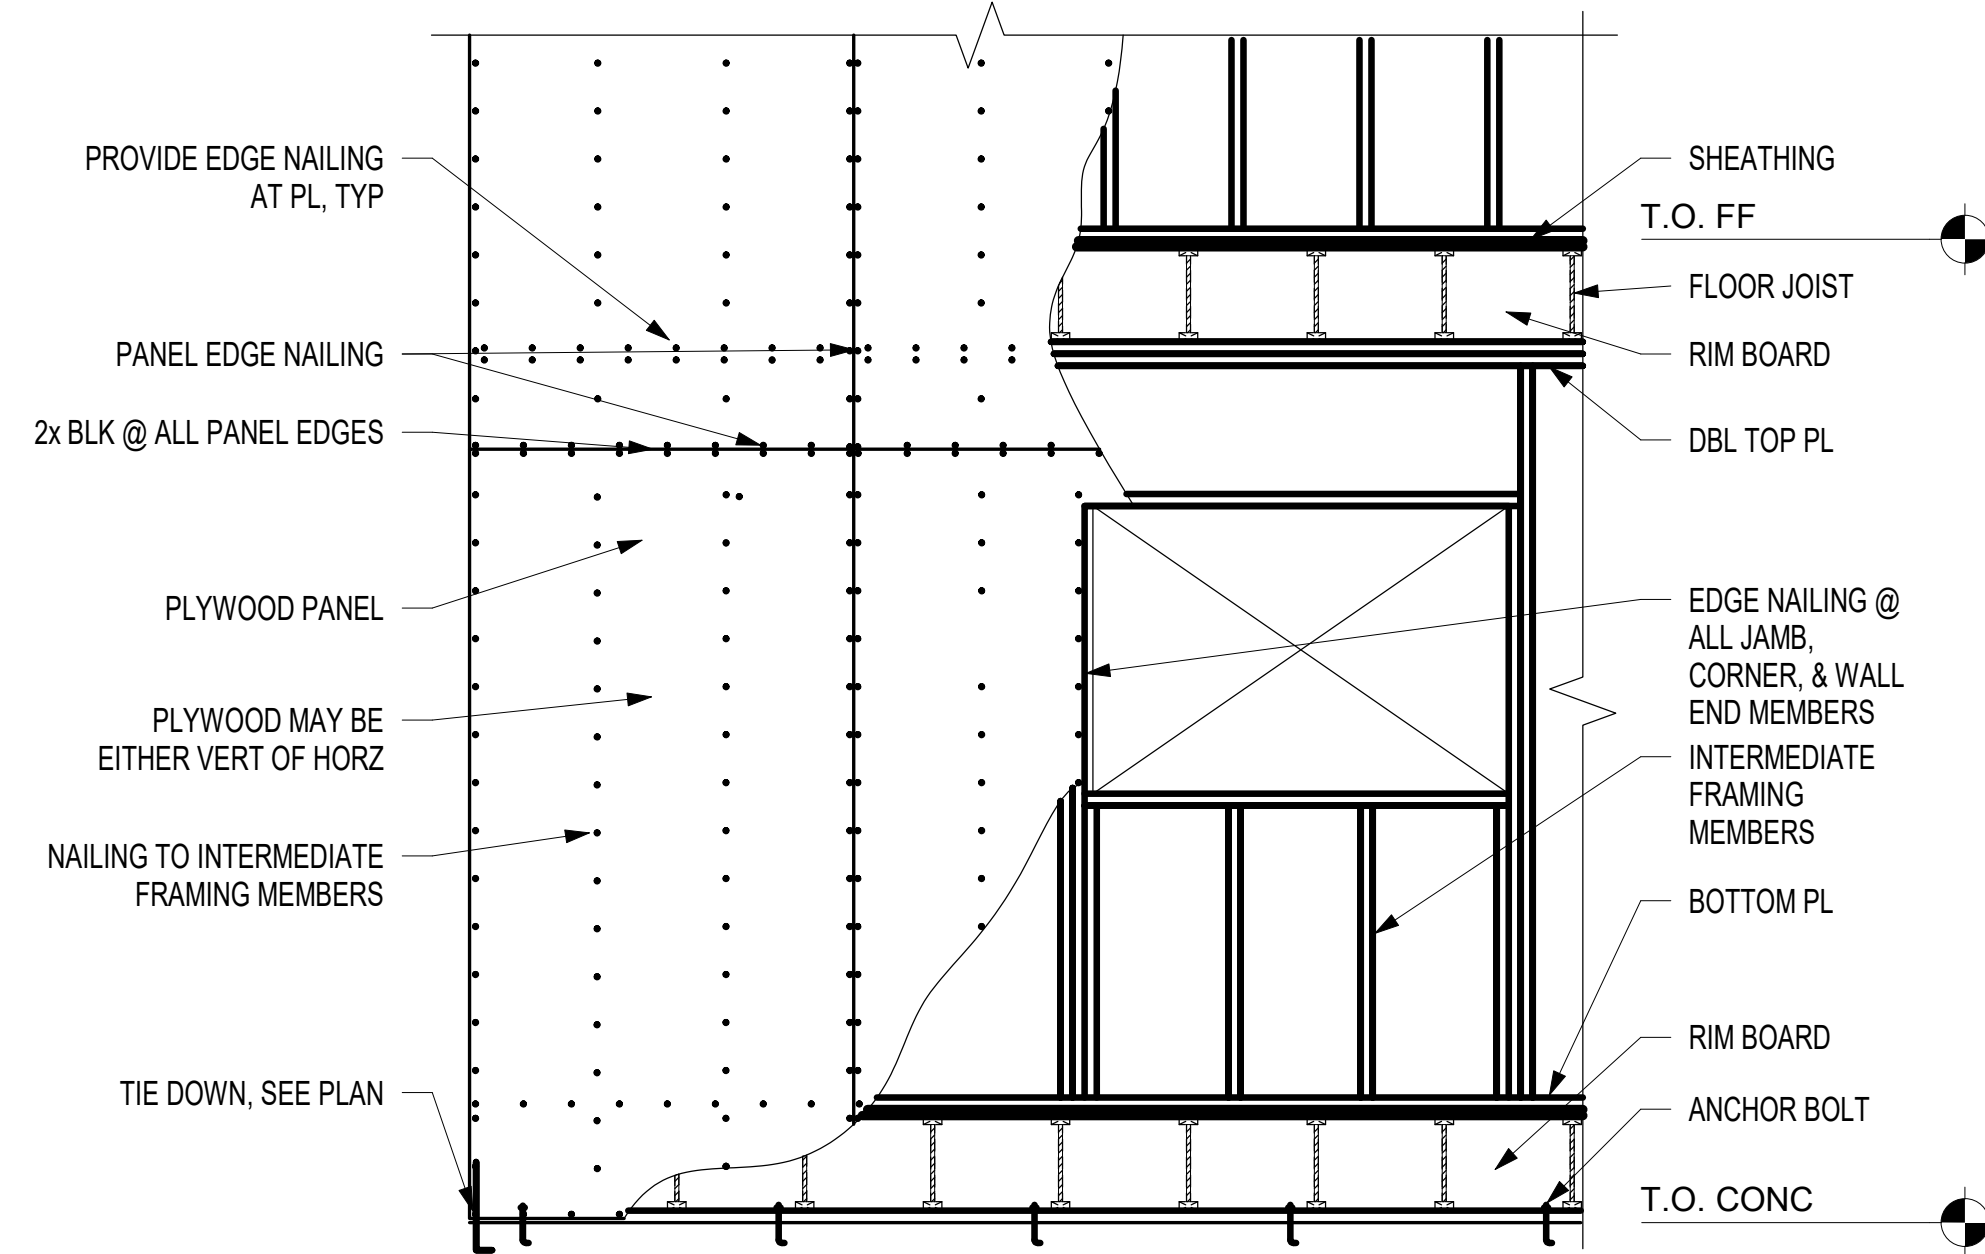 PROVIDE EDGE NAILING
AT PL, TYP
PANEL EDGE NAILING
2x BLK @ ALL PANEL EDGES
PLYWOOD PANEL
PLYWOOD MAY BE
EITHER VERT OF HORZ
NAILING TO INTERMEDIATE
FRAMING MEMBERS
TIE DOWN, SEE PLAN
SHEATHING
T.O. FF
FLOOR JOIST
RIM BOARD
DBL TOP PL
EDGE NAILING @
ALL JAMB,
CORNER, & WALL
END MEMBERS
INTERMEDIATE
FRAMING
MEMBERS
BOTTOM PL
RIM BOARD
ANCHOR BOLT
T.O. CONC